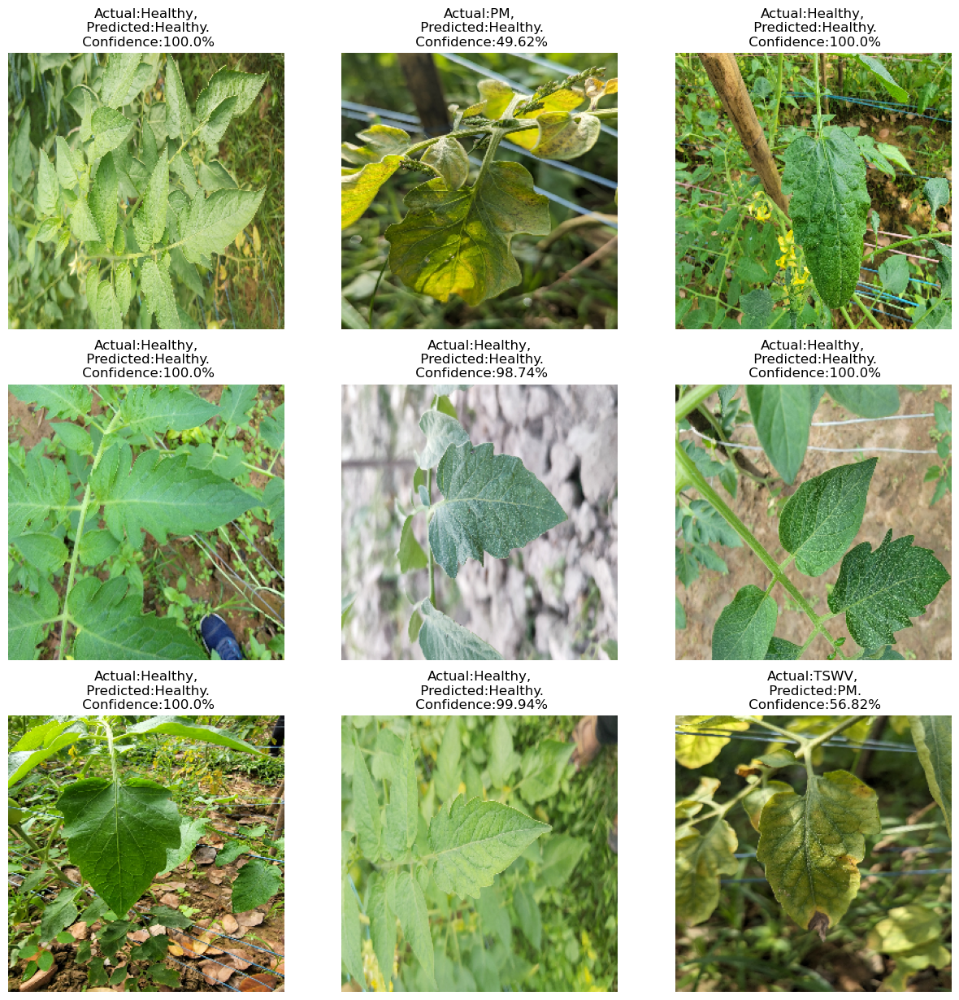 Actual:Healthy,
Predicted:Healthy.
Confidence:100.0%
Actual:PM,
Predicted:Healthy.
Confidence:49.62%
Actual:Healthy,
Predicted:Healthy.
Confidence:100.0%
Actual:Healthy,
Predicted:Healthy.
Confidence:100.0%
Actual:Healthy,
Predicted:Healthy.
Confidence:98.74%
Actual:Healthy,
Predicted:Healthy.
Confidence:100.0%
Actual:Healthy,
Predicted:Healthy.
Confidence:100.0%
Actual:Healthy,
Predicted:Healthy.
Confidence:99.94%
Actual:TSWV,
Predicted:PM.
Confidence:56.82%